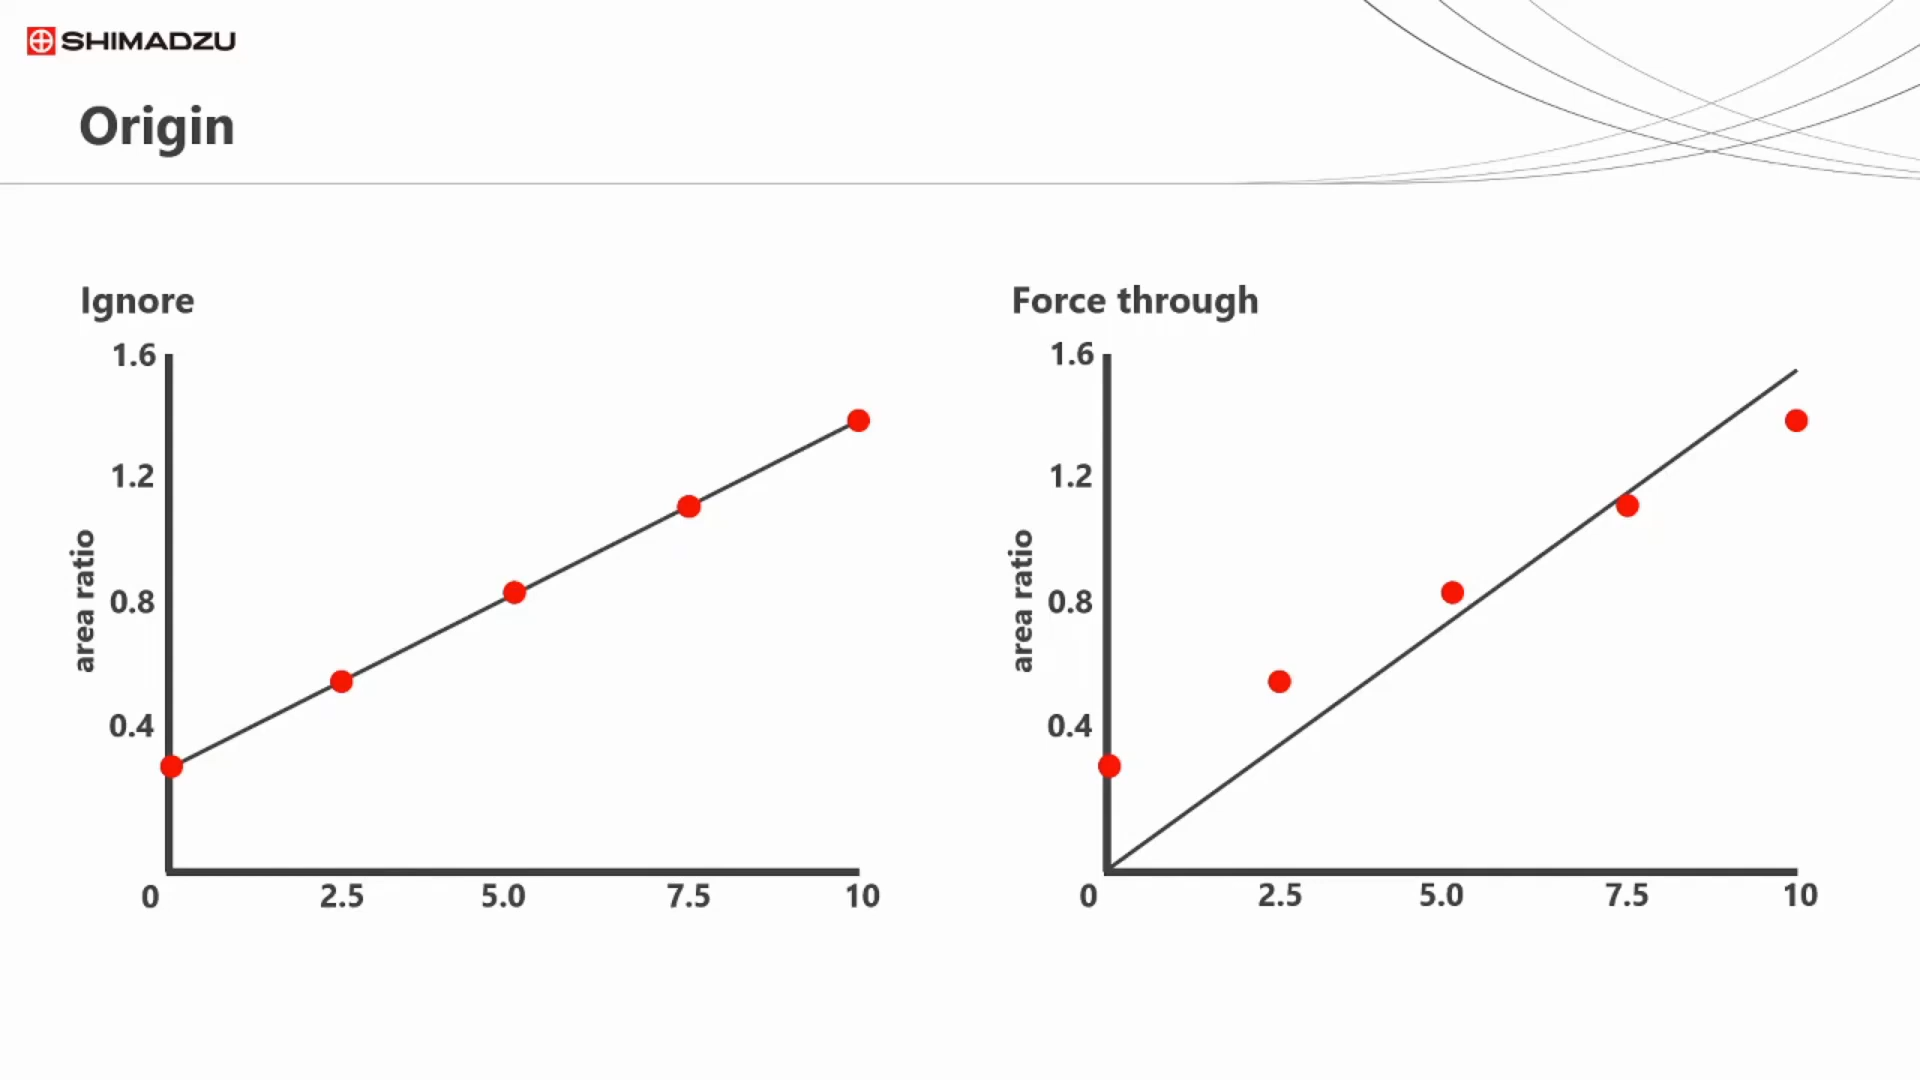 SHIMADZU
Origin
Ignore
1.6
1.2
0.8
0.4
area ratio
0 2.5 5.0 7.5 10
Force through
1.6
1.2
0.8
0.4
area ratio
0 2.5 5.0 7.5 10